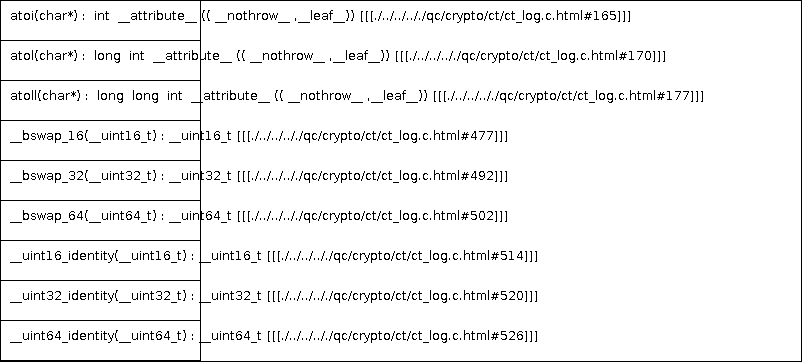 atoi(char*) : int __attribute__ (( __nothrow__ ,__leaf__)) [[[./../../../qc/crypto/ct/ct_log.c.html#165]]]
atol(char*) : long int __attribute__ (( __nothrow__ ,__leaf__)) [[[./../../../qc/crypto/ct/ct_log.c.html#170]]]
atoll(char*) : long long int __attribute__ (( __nothrow__ ,__leaf__)) [[[./../../../qc/crypto/ct/ct_log.c.html#177]]]
__bswap_16(__uint16_t) : __uint16_t [[[./../../../qc/crypto/ct/ct_log.c.html#477]]]
__bswap_32(__uint32_t) : __uint32_t [[[./../../../qc/crypto/ct/ct_log.c.html#492]]]
__bswap_64(__uint64_t) : __uint64_t [[[./../../../qc/crypto/ct/ct_log.c.html#502]]]
__uint16_identity(__uint16_t) : __uint16_t [[[./../../../qc/crypto/ct/ct_log.c.html#514]]]
__uint32_identity(__uint32_t) : __uint32_t [[[./../../../qc/crypto/ct/ct_log.c.html#520]]]
__uint64_identity(__uint64_t) : __uint64_t [[[./../../../qc/crypto/ct/ct_log.c.html#526]]]